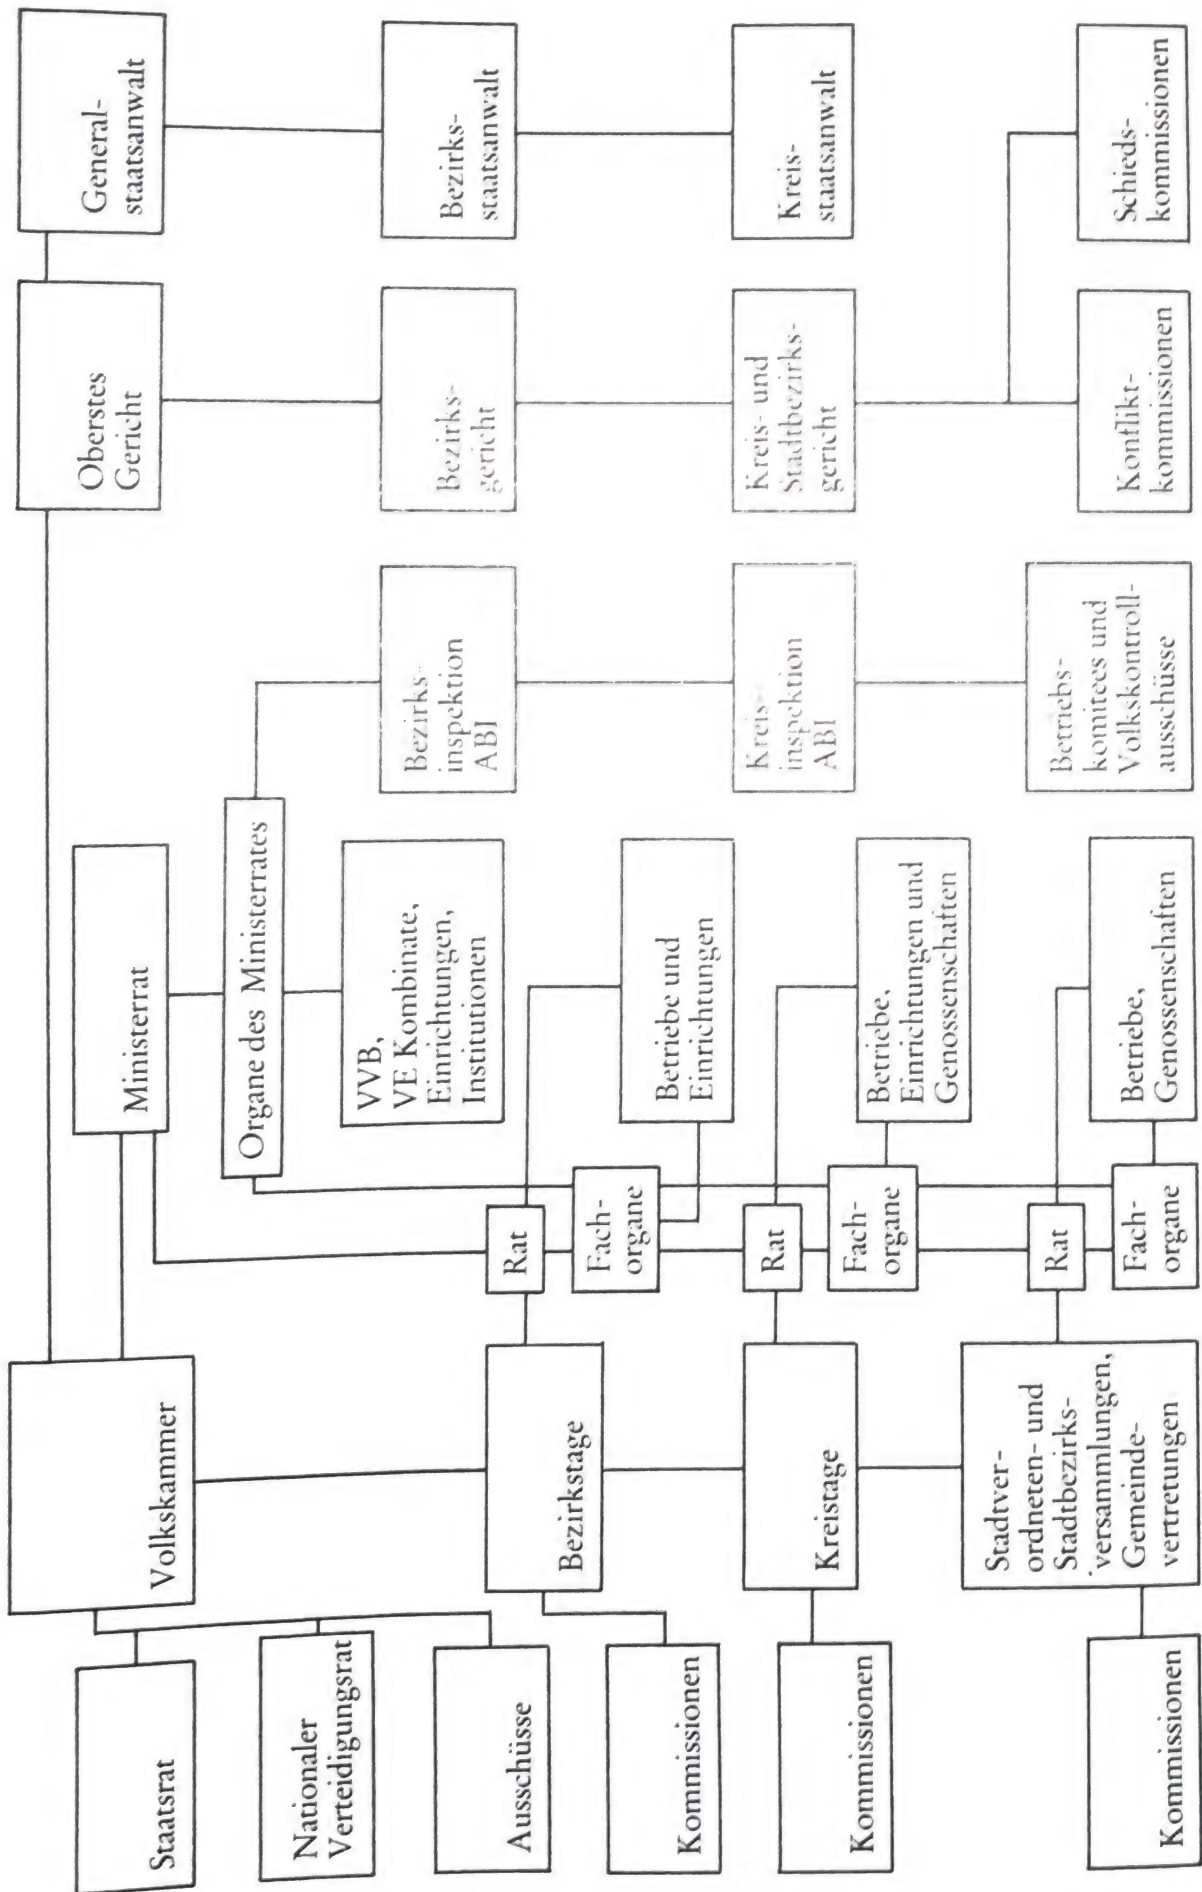 Staatsrat
Nationaler
Verteidigungsrat
Ausschüsse
Kommissionen
Kommissionen
Kommissionen
Volkskammer
Bezirkstage
Kreistage
Stadtver-
ordneten- und
Stadtbezirks-
versammlungen,
Gemeinde-
vertretungen
Rat
Fach-
organe
Rat
Fach-
organe
Rat
Fach-
organe
Ministerrat
Organe des Ministerrates
VVB,
VE Kombinate,
Einrichtungen,
Institutionen
Betriebe und
Einrichtungen
Betriebe,
Einrichtungen und
Genossenschaften
Betriebe,
Genossenschaften
Bezirks-
inspektion
ABI
Kreis-
inspektion
ABI
Betriebs-
komitees und
Volkskontroll-
ausschüsse
Oberstes
Gericht
Bezirks-
gericht
Kreis- und
Stadtbezirks-
gericht
Konflikt-
kommissionen
General-
staatsanwalt
Bezirks-
staatsanwalt
Kreis-
staatsanwalt
Schieds-
kommissionen